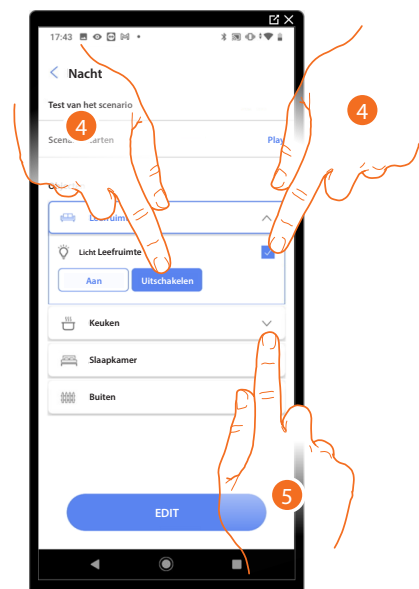 17:43
Nacht
Test van het scenario
4
4
Play
Licht Leefruimte
Aan
Uitschakelen
Keuken
Slaapkamer
Buiten
5
EDIT